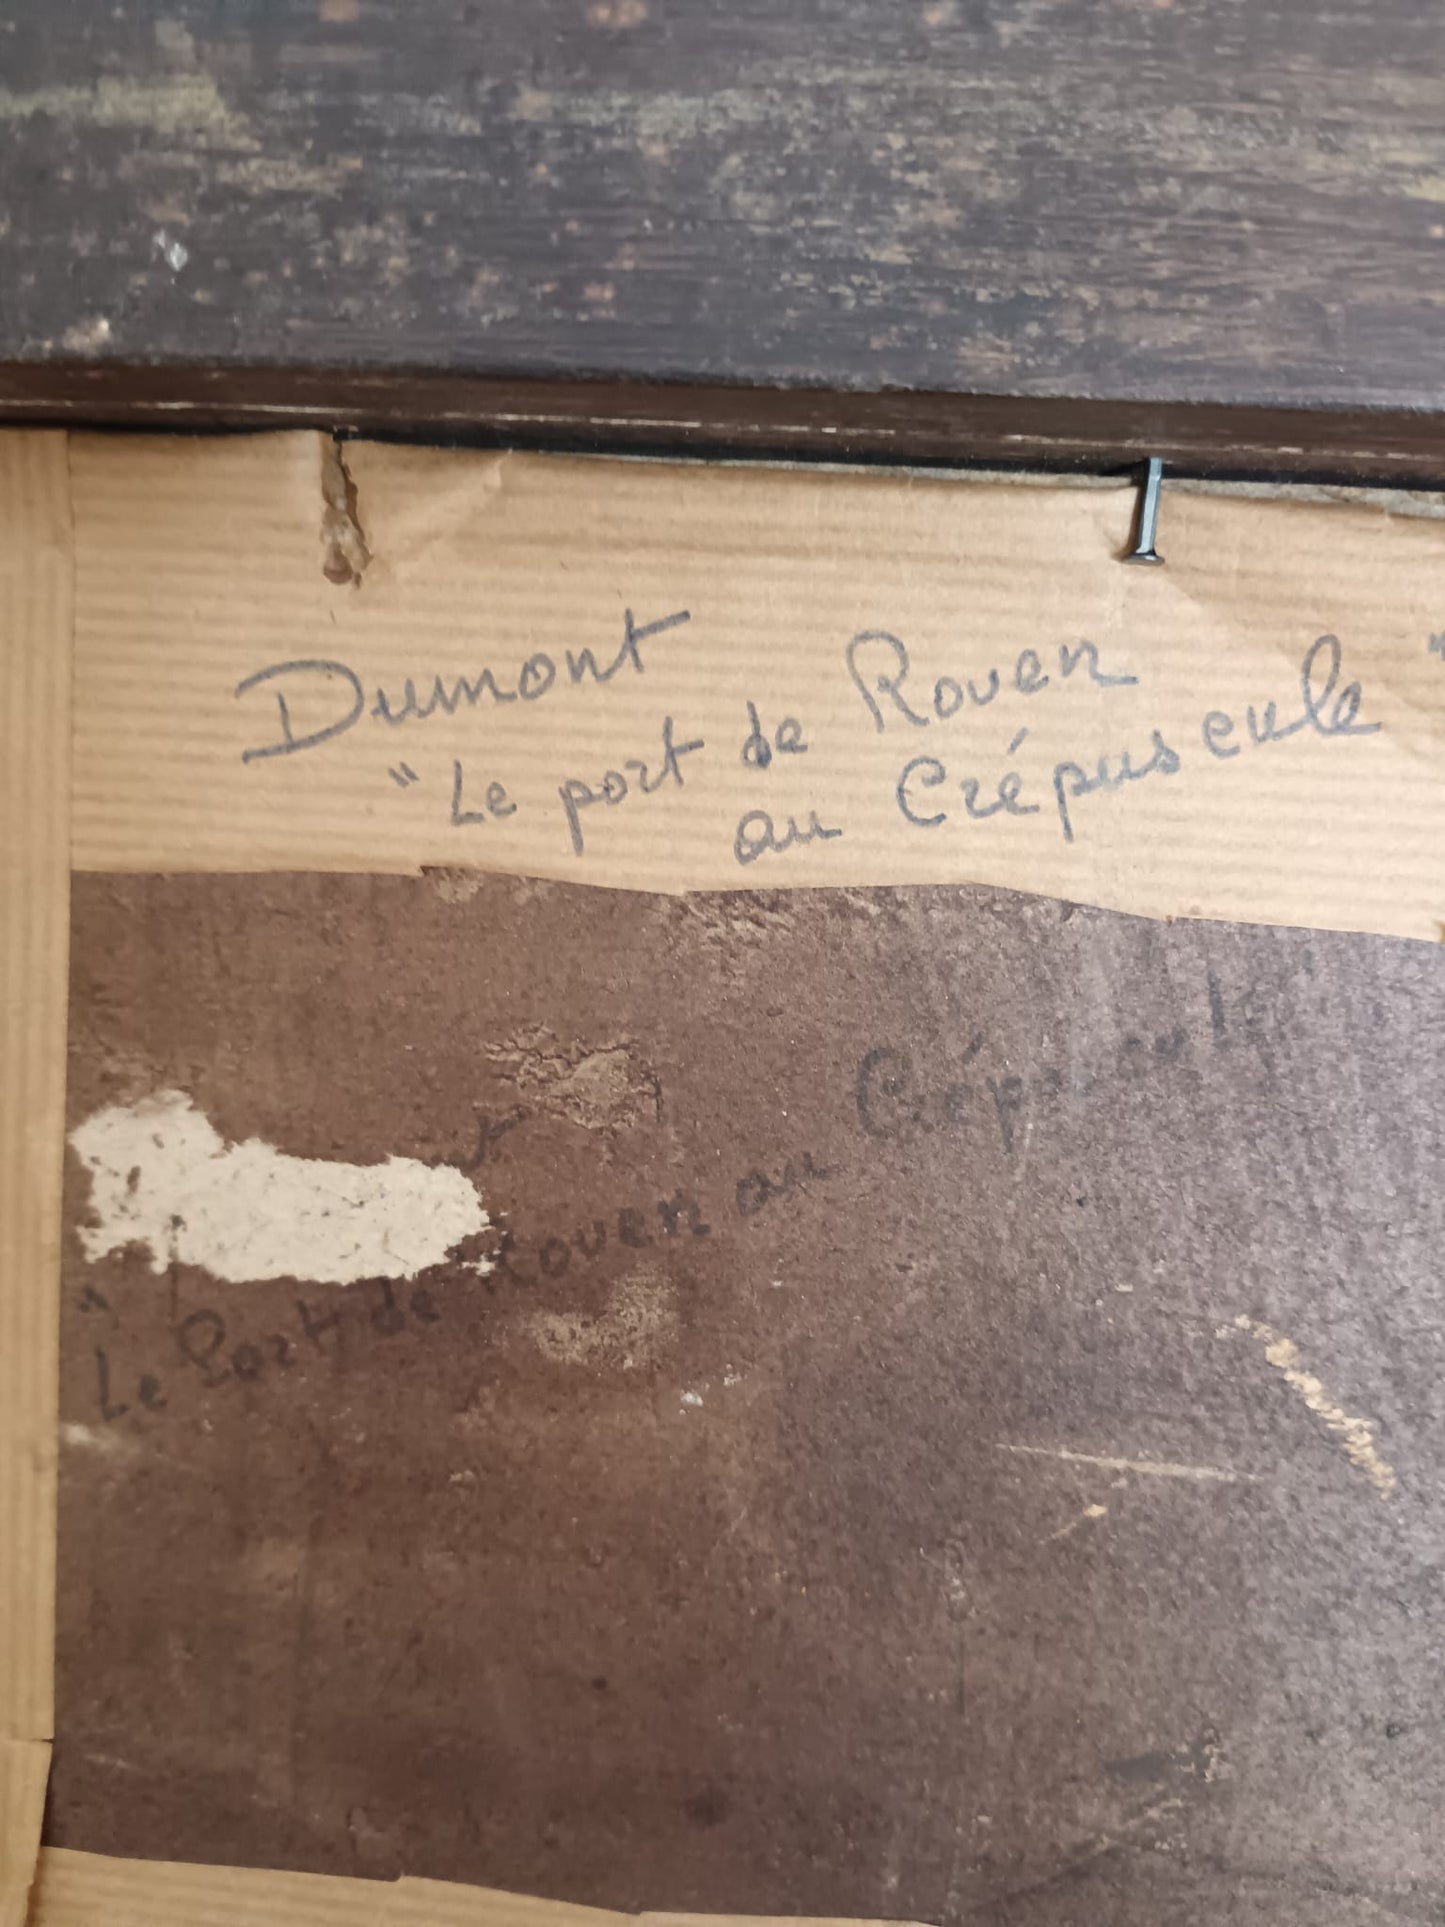 Dumont
"Le port de Rouen
au Crépuscule"
"Le Port de Rouen au Crépuscule